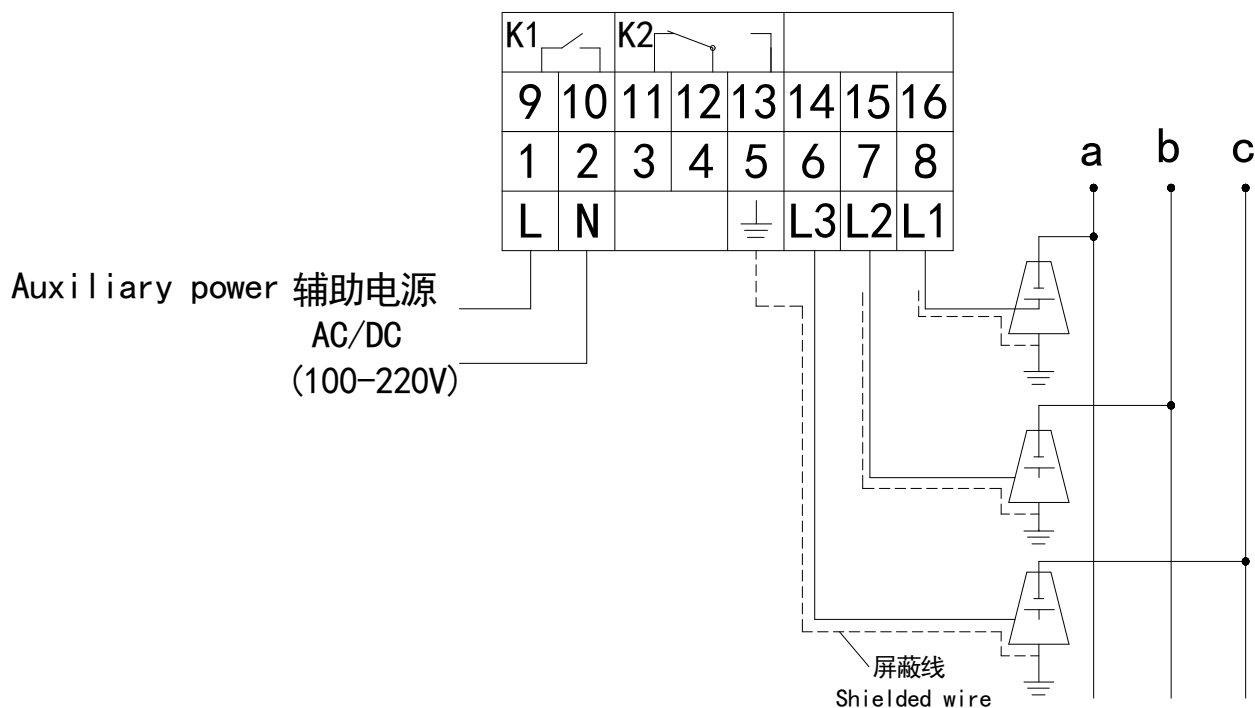 K1 K2
9 10 11 12 13 14 15 16
1 2 3 4 5 6 7 8
L N L3 L2 L1
a b c
Auxiliary power 辅助电源
AC/DC
(100-220V)
屏蔽线
Shielded wire